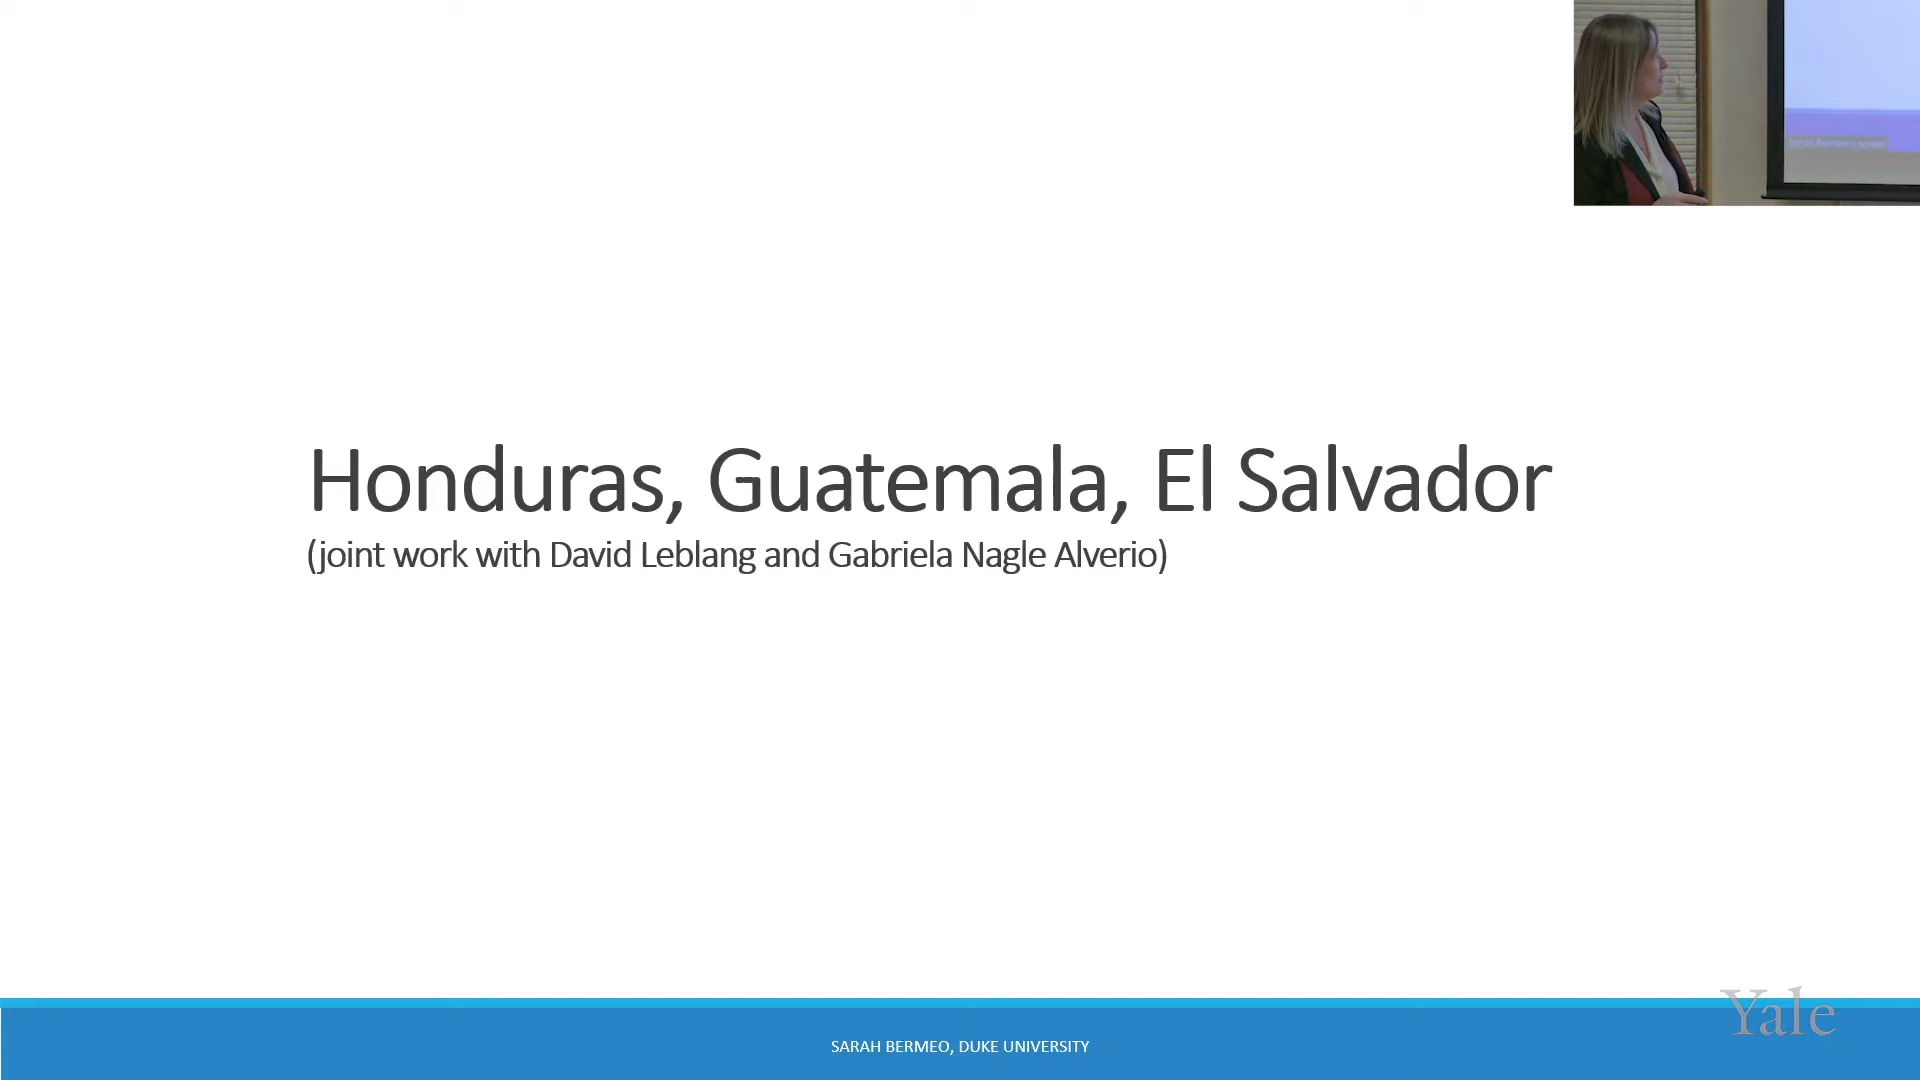 Honduras, Guatemala, El Salvador
(joint work with David Leblang and Gabriela Nagle Alverio)
Yale
SARAH BERMEO, DUKE UNIVERSITY